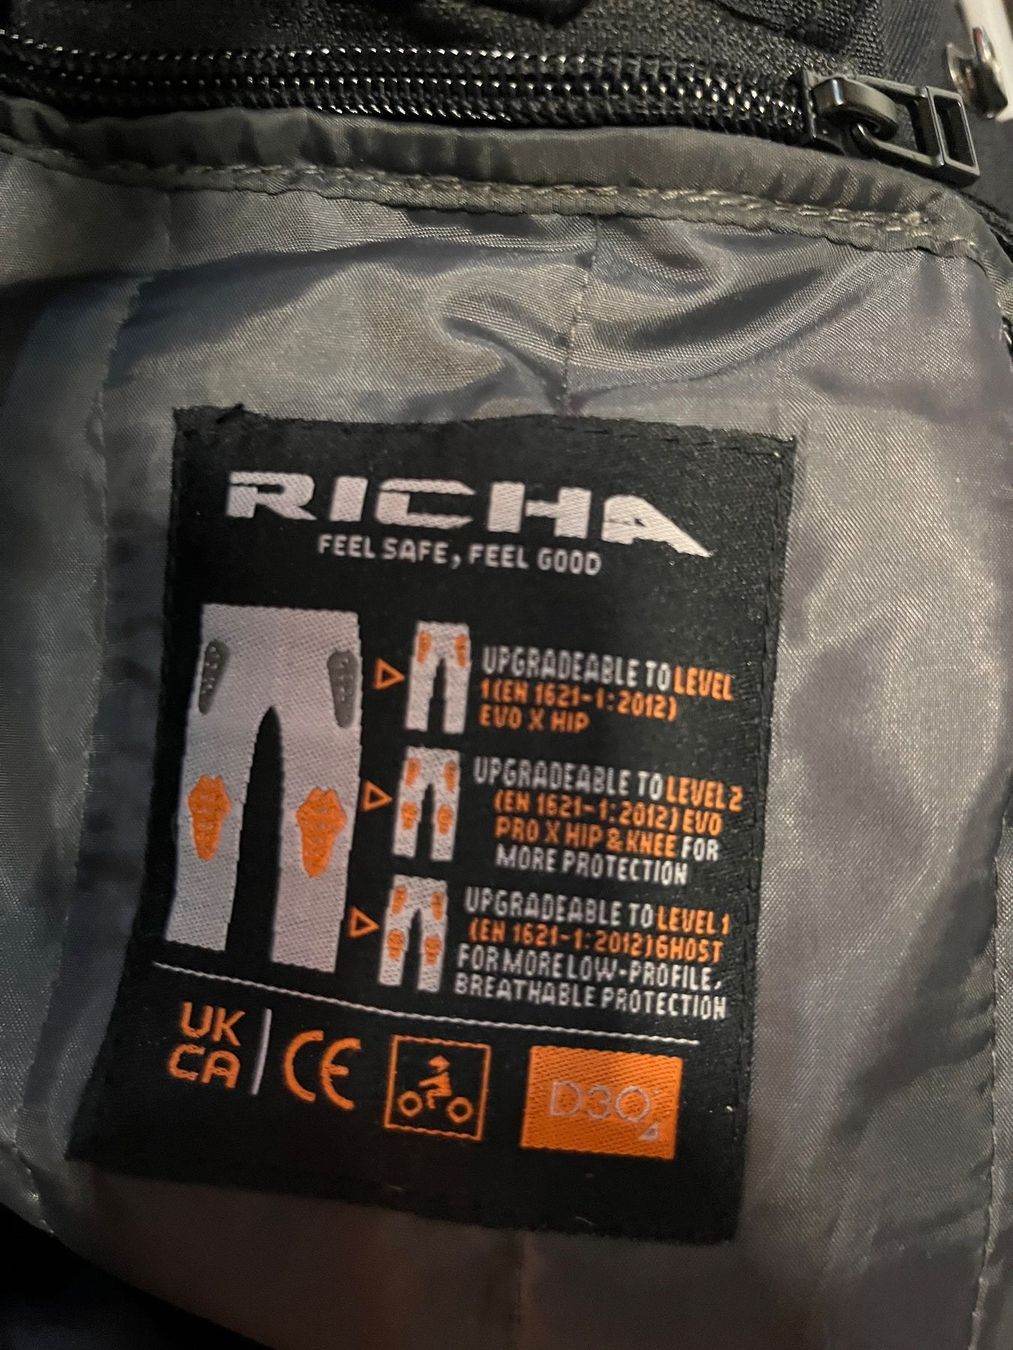 RICHA
FEEL SAFE, FEEL GOOD
UPGRADEABLE TO LEVEL
1 (EN 1621-1:2012)
EVO X HIP
UPGRADEABLE TO LEVEL 2
(EN 1621-1:2012) EVO
PRO X HIP & KNEE FOR
MORE PROTECTION
UPGRADEABLE TO LEVEL 1
(EN 1621-1:2012) GHOST
FOR MORE LOW-PROFILE,
BREATHABLE PROTECTION
UK
CA
CE
D3O